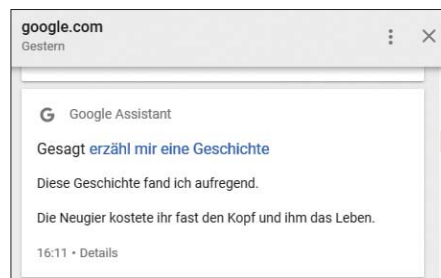 google.com
Gestern
Google Assistant
Gesagt erzähl mir eine Geschichte
Diese Geschichte fand ich aufregend.
Die Neugier kostete ihr fast den Kopf und ihm das Leben.
16:11 • Details